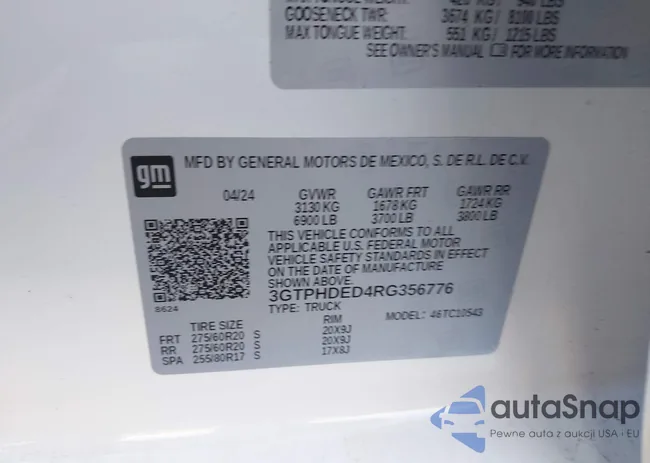 GOOSENECK TWR: 3674 KG / 8100 LBS
MAX TONGUE WEIGHT: 551 KG / 1215 LBS
SEE OWNER'S MANUAL FOR MORE INFORMATION
gm
MFD BY GENERAL MOTORS DE MEXICO, S. DE R.L. DE C.V.
04/24 GVWR GAWR FRT GAWR RR
3130 KG 1678 KG 1724 KG
6900 LB 3700 LB 3800 LB
THIS VEHICLE CONFORMS TO ALL
APPLICABLE U.S. FEDERAL MOTOR
VEHICLE SAFETY STANDARDS IN EFFECT
ON THE DATE OF MANUFACTURE
SHOWN ABOVE.
3GTPHDED4RG356776
8624
TYPE: TRUCK MODEL: 46TC10543
TIRE SIZE RIM
FRT 275/60R20 S 20X9J
RR 275/60R20 S 20X9J
SPA 255/80R17 S 17X8J
autaSnap
Pewne auta z aukcji USA - EU